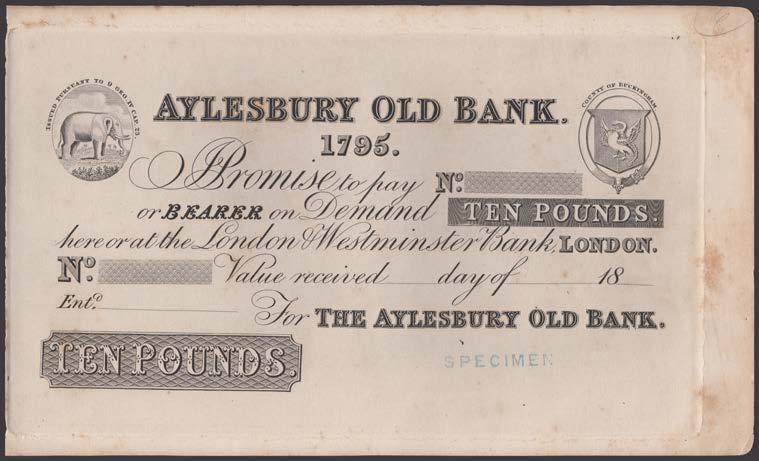 ISSUED PURSUANT TO 9 GEO. IV CAP. 23.
AYLESBURY OLD BANK.
COUNTY OF BUCKINGHAM
1795.
I Promise to pay No.
or BEARER on Demand TEN POUNDS.
here or at the London & Westminster Bank, LONDON.
No. Value received day of 18
Entd.
For THE AYLESBURY OLD BANK.
TEN POUNDS.
SPECIMEN